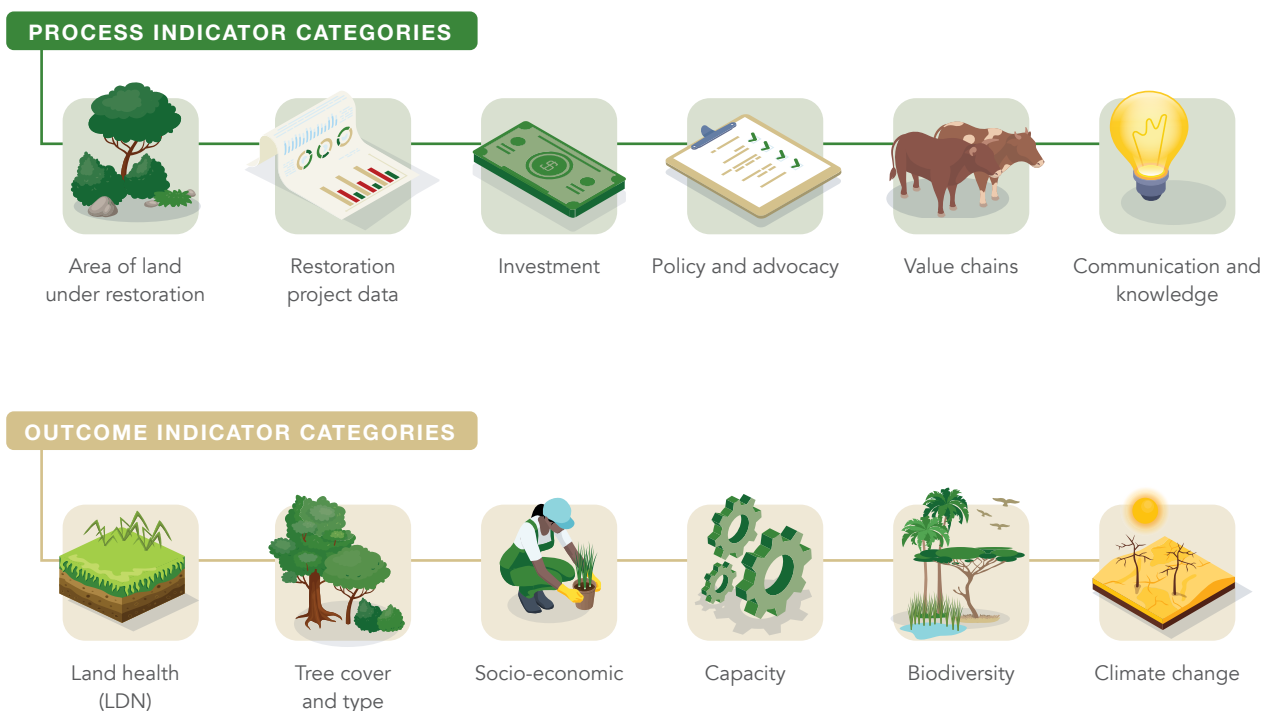 PROCESS INDICATOR CATEGORIES
Area of land
under restoration
Restoration
project data
Investment
Policy and advocacy
Value chains
Communication and
knowledge
OUTCOME INDICATOR CATEGORIES
Land health
(LDN)
Tree cover
and type
Socio-economic
Capacity
Biodiversity
Climate change